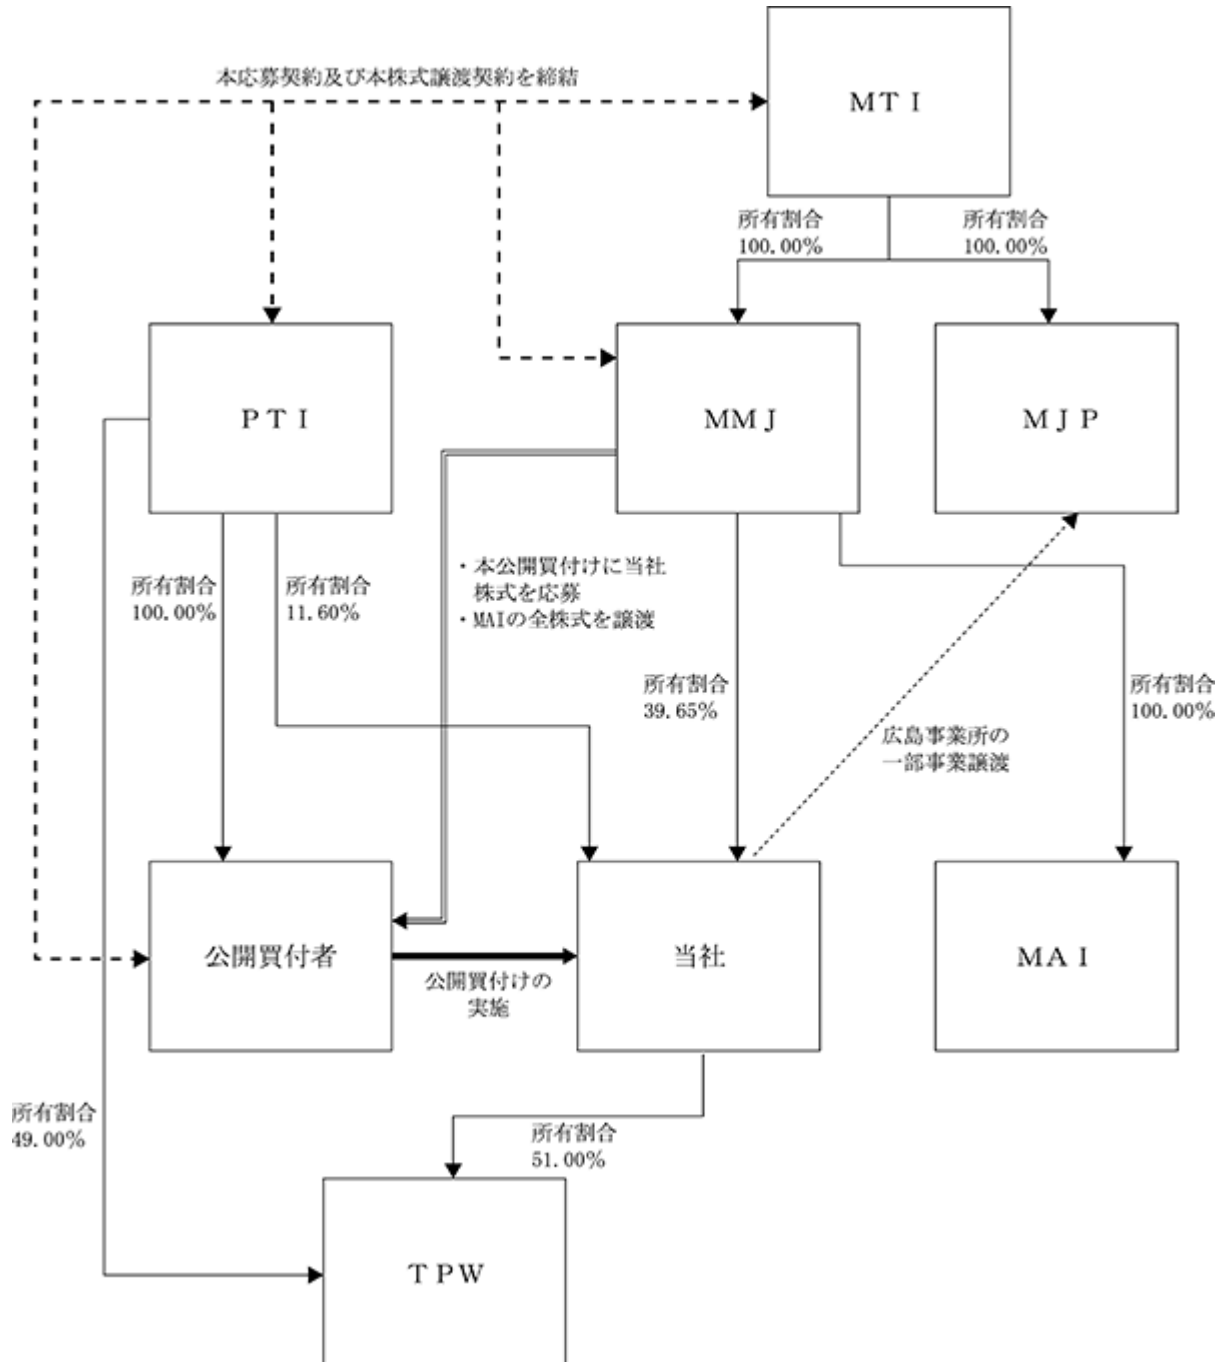 本応募契約及び本株式譲渡契約を締結
ＭＴＩ
所有割合
100.00%
所有割合
100.00%
ＰＴＩ
ＭＭＪ
ＭＪＰ
所有割合
100.00%
所有割合
11.60%
・本公開買付けに当社
株式を応募
・MAIの全株式を譲渡
所有割合
39.65%
所有割合
100.00%
広島事業所の
一部事業譲渡
公開買付者
公開買付けの
実施
当社
ＭＡＩ
所有割合
49.00%
所有割合
51.00%
ＴＰＷ